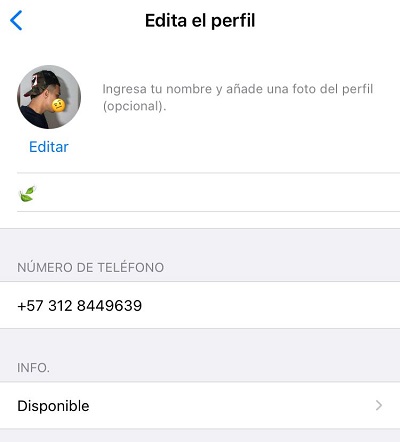 Edita el perfil
Ingresa tu nombre y añade una foto del perfil
(opcional).
Editar
🍃
NÚMERO DE TELÉFONO
+57 312 8449639
INFO.
Disponible